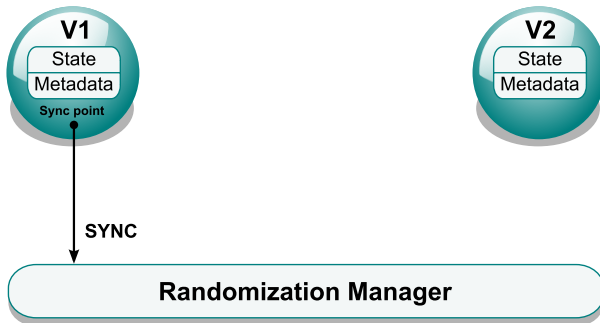 V1
State
Metadata
Sync point
V2
State
Metadata
SYNC
Randomization Manager